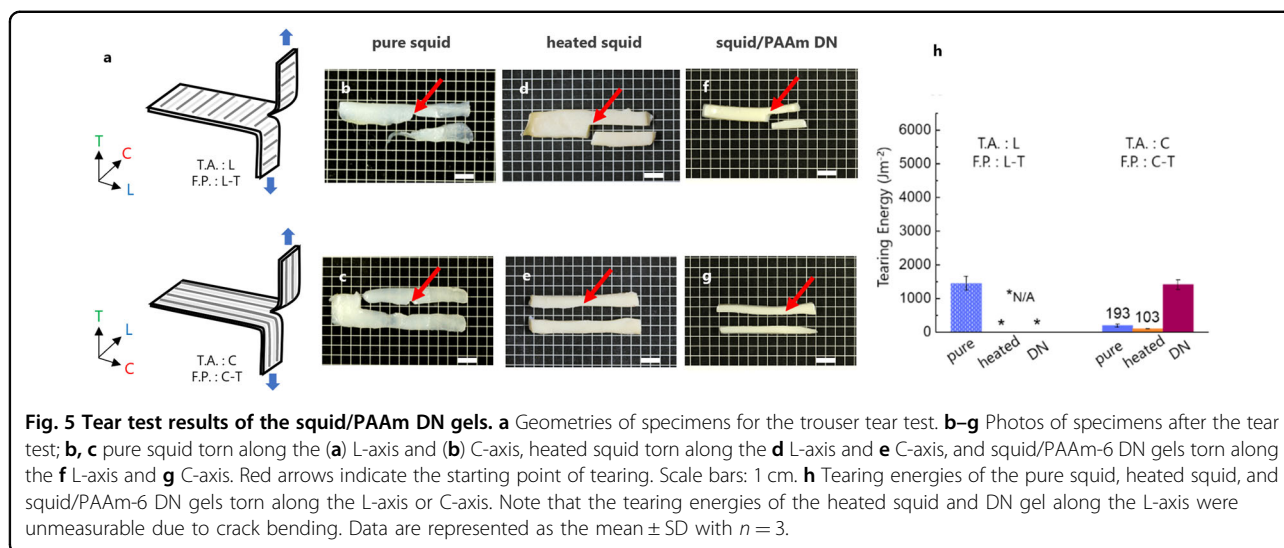 a
pure squid
heated squid
squid/PAAm DN
h
b
d
f
T
C
L
T.A. : L
F.P. : L-T
c
e
g
T
L
C
T.A. : C
F.P. : C-T
Tearing Energy (Jm⁻²)
6000
5000
4000
3000
2000
1000
0
T.A. : L
F.P. : L-T
T.A. : C
F.P. : C-T
*N/A
*
*
193
103
pure
heated
DN
pure
heated
DN
Fig. 5 Tear test results of the squid/PAAm DN gels. a Geometries of specimens for the trouser tear test. b–g Photos of specimens after the tear
test; b, c pure squid torn along the (a) L-axis and (b) C-axis, heated squid torn along the d L-axis and e C-axis, and squid/PAAm-6 DN gels torn along
the f L-axis and g C-axis. Red arrows indicate the starting point of tearing. Scale bars: 1 cm. h Tearing energies of the pure squid, heated squid, and
squid/PAAm-6 DN gels torn along the L-axis or C-axis. Note that the tearing energies of the heated squid and DN gel along the L-axis were
unmeasurable due to crack bending. Data are represented as the mean ± SD with n = 3.